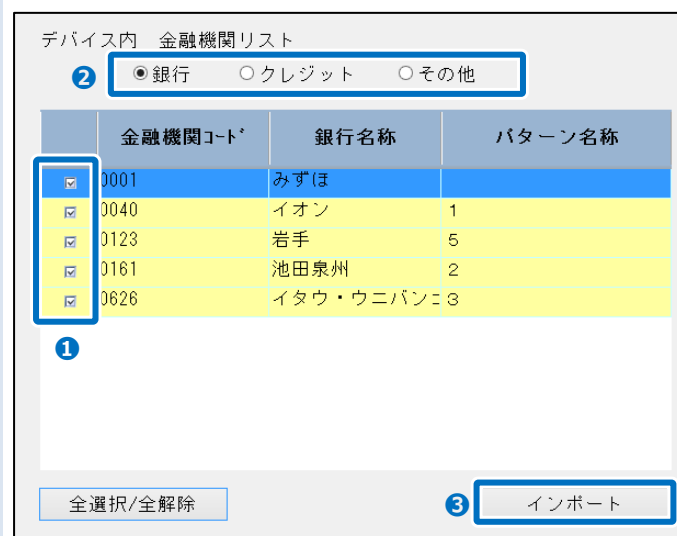 デバイス内　金融機関リスト
❷ 銀行 クレジット その他
金融機関ｺｰﾄﾞ 銀行名称 パターン名称
0001 みずほ
0040 イオン 1
0123 岩手 5
0161 池田泉州 2
0626 イタウ・ウニバンコ 3
❶
全選択/全解除 ❸ インポート